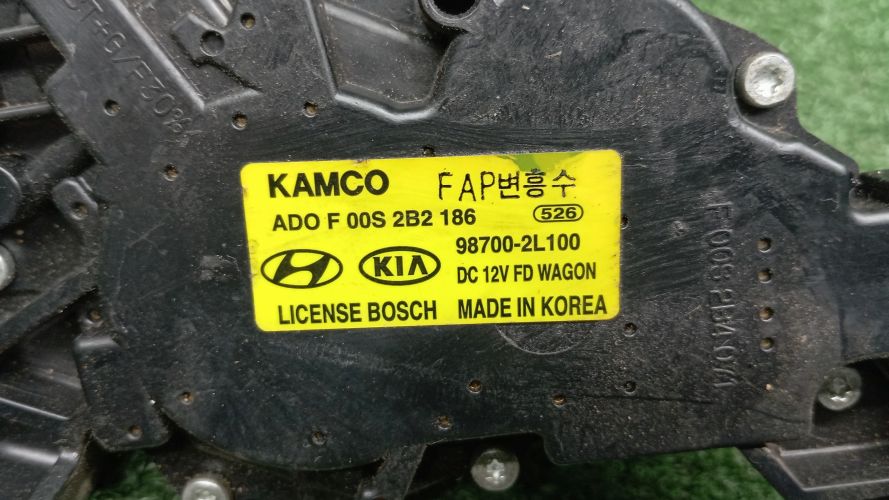 KAMCO FAP변흥수
ADO F 00S 2B2 186 526
98700-2L100
KIA DC 12V FD WAGON
LICENSE BOSCH MADE IN KOREA
F 00S 2B4 071